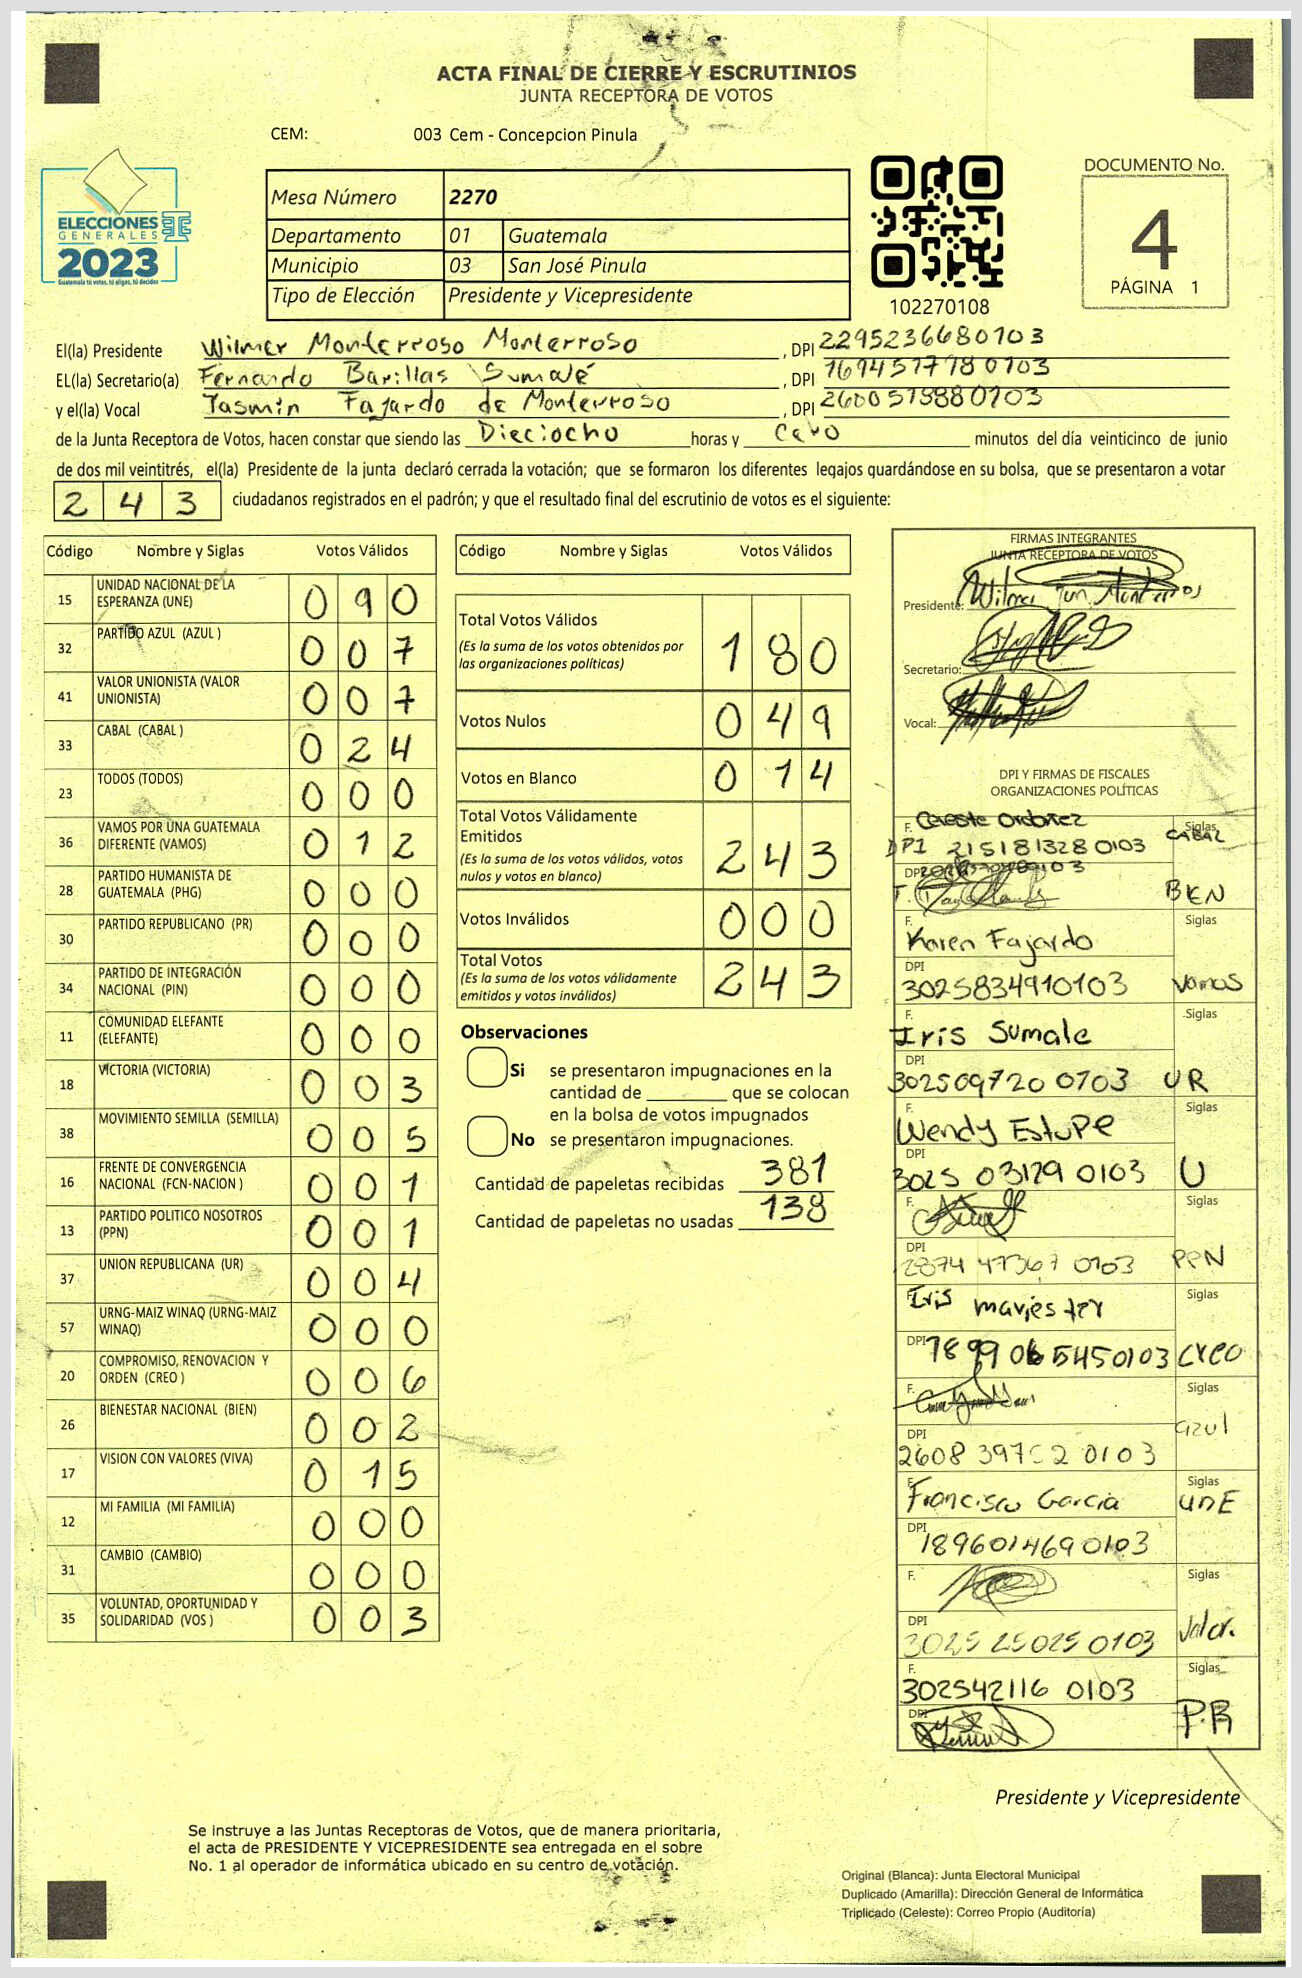 ACTA FINAL DE CIERRE Y ESCRUTINIOS
JUNTA RECEPTORA DE VOTOS
CEM: 003 Cem - Concepcion Pinula
ELECCIONES
GENERALES
2023
Guatemala tú votas, tú eliges, tú decides
Mesa Número 2270
Departamento 01 Guatemala
Municipio 03 San José Pinula
Tipo de Elección Presidente y Vicepresidente
102270108
DOCUMENTO No.
4
PÁGINA 1
El(la) Presidente Wilmer Monterroso Monterroso , DPI 2295236680103
EL(la) Secretario(a) Fernando Barillas Sumalé , DPI 1694517780103
y el(la) Vocal Yasmin Fajardo de Monterroso , DPI
de la Junta Receptora de Votos, hacen constar que siendo las Dieciocho horas y Cero minutos del día veinticinco de junio
de dos mil veintitrés, el(la) Presidente de la junta declaró cerrada la votación; que se formaron los diferentes legajos guardándose en su bolsa, que se presentaron a votar
2 4 3 ciudadanos registrados en el padrón; y que el resultado final del escrutinio de votos es el siguiente:
Código Nombre y Siglas Votos Válidos
15 UNIDAD NACIONAL DE LA ESPERANZA (UNE) 0 9 0
32 PARTIDO AZUL (AZUL ) 0 0 7
41 VALOR UNIONISTA (VALOR UNIONISTA) 0 0 7
33 CABAL (CABAL ) 0 2 4
23 TODOS (TODOS) 0 0 0
36 VAMOS POR UNA GUATEMALA DIFERENTE (VAMOS) 0 1 2
28 PARTIDO HUMANISTA DE GUATEMALA (PHG) 0 0 0
30 PARTIDO REPUBLICANO (PR) 0 0 0
34 PARTIDO DE INTEGRACIÓN NACIONAL (PIN) 0 0 0
11 COMUNIDAD ELEFANTE (ELEFANTE) 0 0 0
18 VICTORIA (VICTORIA) 0 0 3
38 MOVIMIENTO SEMILLA (SEMILLA) 0 0 5
16 FRENTE DE CONVERGENCIA NACIONAL (FCN-NACION ) 0 0 1
13 PARTIDO POLITICO NOSOTROS (PPN) 0 0 1
37 UNION REPUBLICANA (UR) 0 0 4
57 URNG-MAIZ WINAQ (URNG-MAIZ WINAQ) 0 0 0
20 COMPROMISO, RENOVACION Y ORDEN (CREO ) 0 0 6
26 BIENESTAR NACIONAL (BIEN) 0 0 2
17 VISION CON VALORES (VIVA) 0 1 5
12 MI FAMILIA (MI FAMILIA) 0 0 0
31 CAMBIO (CAMBIO) 0 0 0
35 VOLUNTAD, OPORTUNIDAD Y SOLIDARIDAD (VOS ) 0 0 3
Código Nombre y Siglas Votos Válidos
Total Votos Válidos 1 8 0
(Es la suma de los votos obtenidos por
las organizaciones políticas)
Votos Nulos 0 4 9
Votos en Blanco 0 1 4
Total Votos Válidamente
Emitidos 2 4 3
(Es la suma de los votos válidos, votos
nulos y votos en blanco)
Votos Inválidos 0 0 0
Total Votos 2 4 3
(Es la suma de los votos válidamente
emitidos y votos inválidos)
Observaciones
Si se presentaron impugnaciones en la
cantidad de ________ que se colocan
en la bolsa de votos impugnados
No se presentaron impugnaciones.
Cantidad de papeletas recibidas 381
Cantidad de papeletas no usadas 138
FIRMAS INTEGRANTES
JUNTA RECEPTORA DE VOTOS
Presidente:
Secretario:
Vocal:
DPI Y FIRMAS DE FISCALES
ORGANIZACIONES POLÍTICAS
F. Celeste Ordoñez Siglas
DPI 215181328 0103 CABAL
DPI
F. BIEN
F. Karen Fajardo Siglas
DPI 3025834910103 Vamos
F. Iris Sumale Siglas
DPI 302509720 0103 UR
F. Wendy Estupe Siglas
DPI 3025 03129 0103 U
F. Siglas
DPI 2874 47367 0103 PPN
F. Iris Siglas
DPI 1899 06 5450103 CREO
F. Siglas
DPI azul
F. Francisco Garcia Siglas
DPI 189601469 0103 UNE
F. Siglas
DPI 3025 25025 0103 Valor.
F. 302542116 0103 Siglas
DPI P.R
Presidente y Vicepresidente
Se instruye a las Juntas Receptoras de Votos, que de manera prioritaria,
el acta de PRESIDENTE Y VICEPRESIDENTE sea entregada en el sobre
No. 1 al operador de informática ubicado en su centro de votación.
Original (Blanca): Junta Electoral Municipal
Duplicado (Amarilla): Dirección General de Informática
Triplicado (Celeste): Correo Propio (Auditoría)